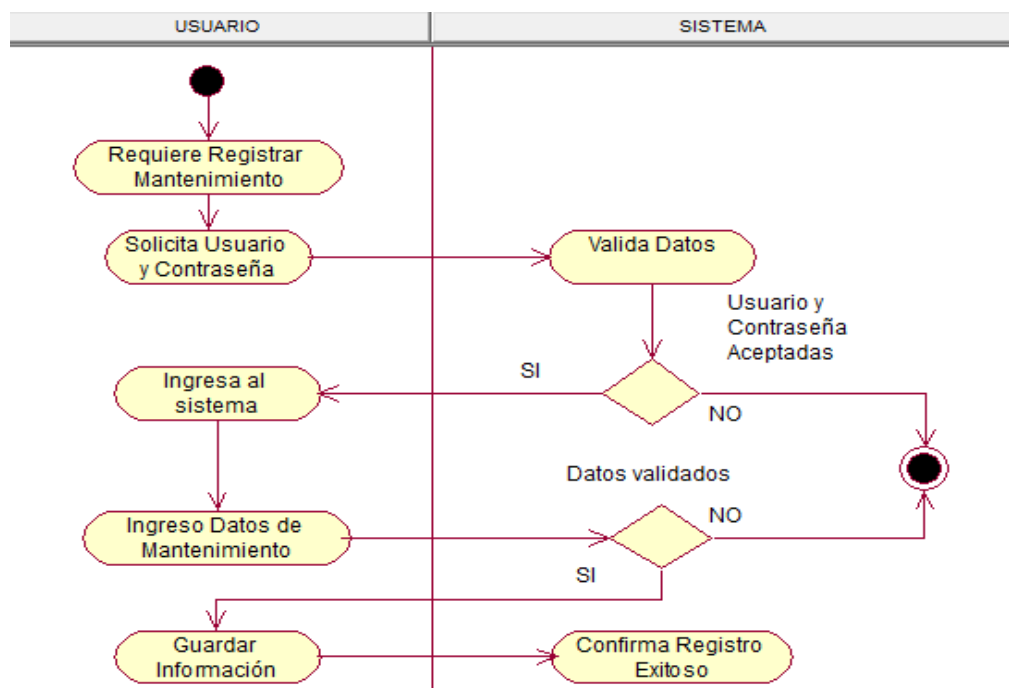 USUARIO
SISTEMA
Requiere Registrar
Mantenimiento
Solicita Usuario
y Contraseña
Valida Datos
Usuario y
Contraseña
Aceptadas
SI
NO
Ingresa al
sistema
Datos validados
NO
Ingreso Datos de
Mantenimiento
SI
Guardar
Información
Confirma Registro
Exitoso